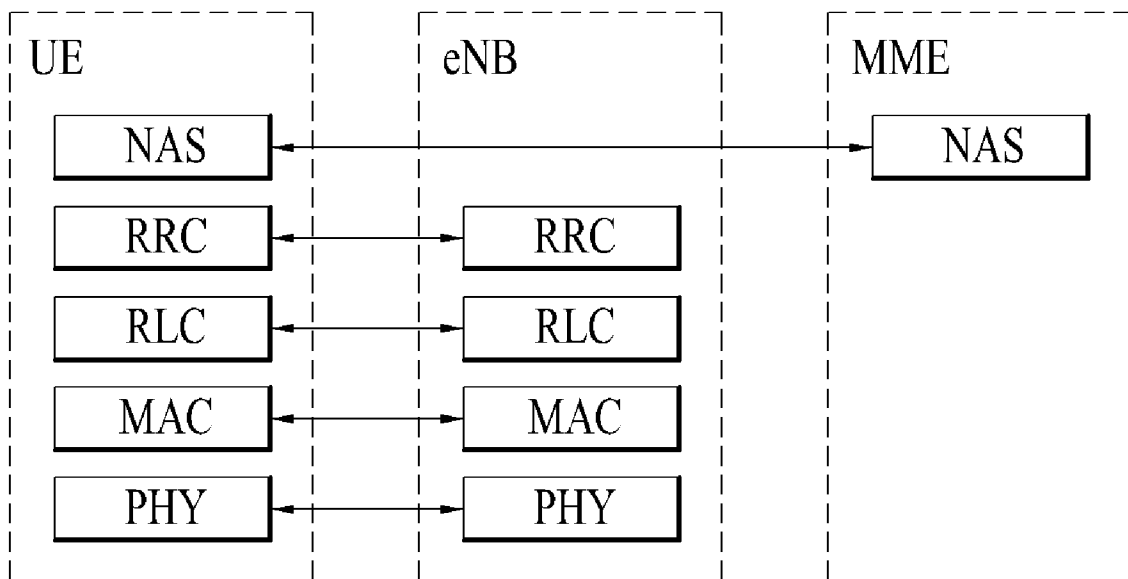 UE eNB MME
NAS NAS
RRC RRC
RLC RLC
MAC MAC
PHY PHY